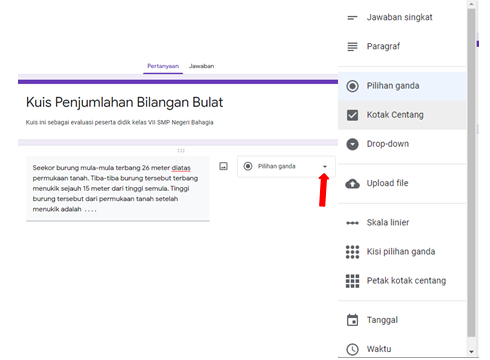 Pertanyaan Jawaban
Kuis Penjumlahan Bilangan Bulat
Kuis ini sebagai evaluasi peserta didik kelas VII SMP Negeri Bahagia
Seekor burung mula-mula terbang 26 meter diatas
permukaan tanah. Tiba-tiba burung tersebut terbang
menukik sejauh 15 meter dari tinggi semula. Tinggi
burung tersebut dari permukaan tanah setelah
menukik adalah ....
Pilihan ganda
Jawaban singkat
Paragraf
Pilihan ganda
Kotak Centang
Drop-down
Upload file
Skala linier
Kisi pilihan ganda
Petak kotak centang
Tanggal
Waktu